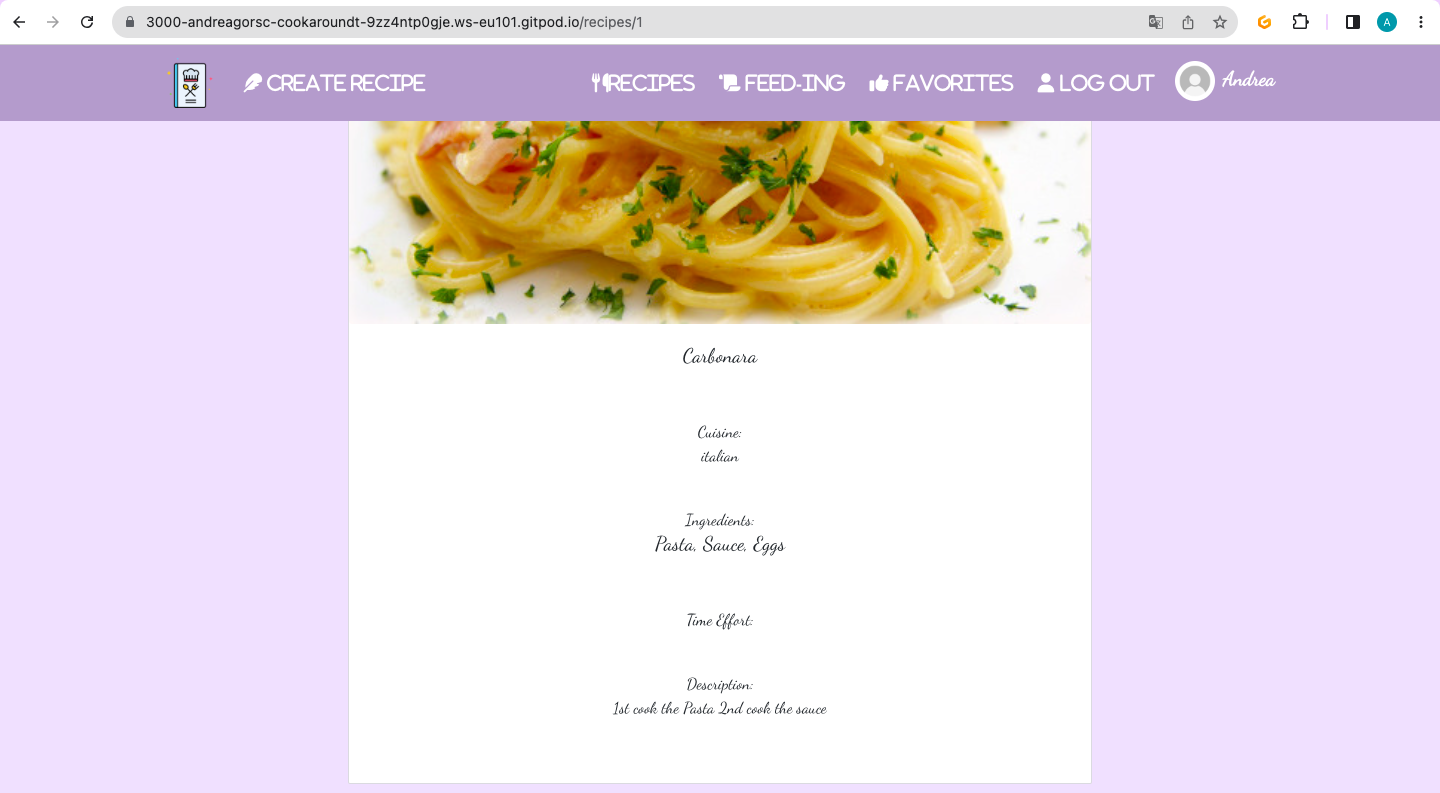 3000-andreagorsc-cookaroundt-9zz4ntp0gje.ws-eu101.gitpod.io/recipes/1
A
CREATE RECIPE
RECIPES
FEED-ING
FAVORITES
LOG OUT
Andrea
Carbonara
Cuisine:
italian
Ingredients:
Pasta, Sauce, Eggs
Time Effort:
Description:
1st cook the Pasta 2nd cook the sauce